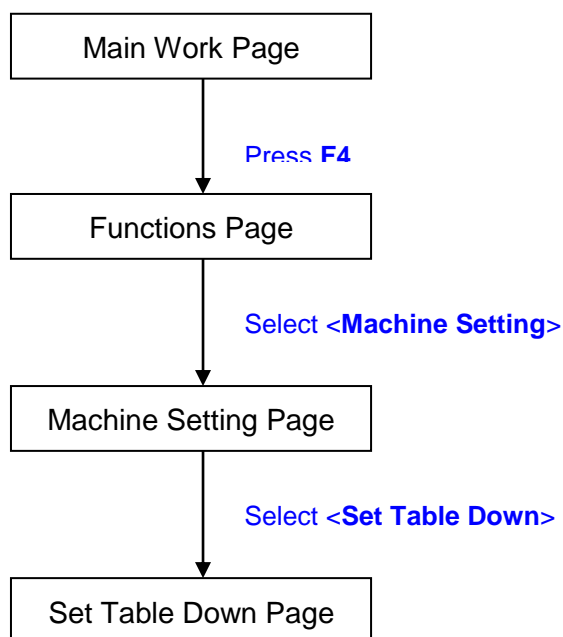 Main Work Page
Press F4
Functions Page
Select <Machine Setting>
Machine Setting Page
Select <Set Table Down>
Set Table Down Page